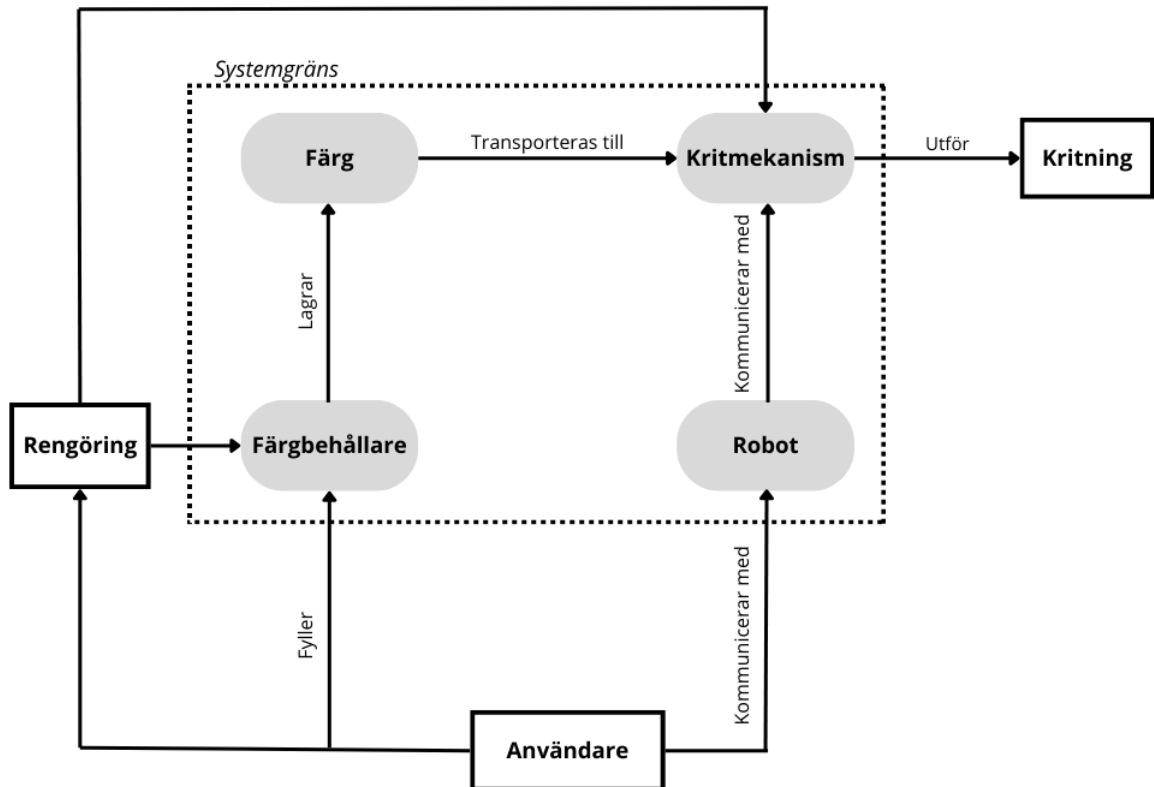 Systemgräns
Färg
Transporteras till
Kritmekanism
Utför
Kritning
Lagrar
Kommunicerar med
Rengöring
Färgbehållare
Robot
Fyller
Kommunicerar med
Användare